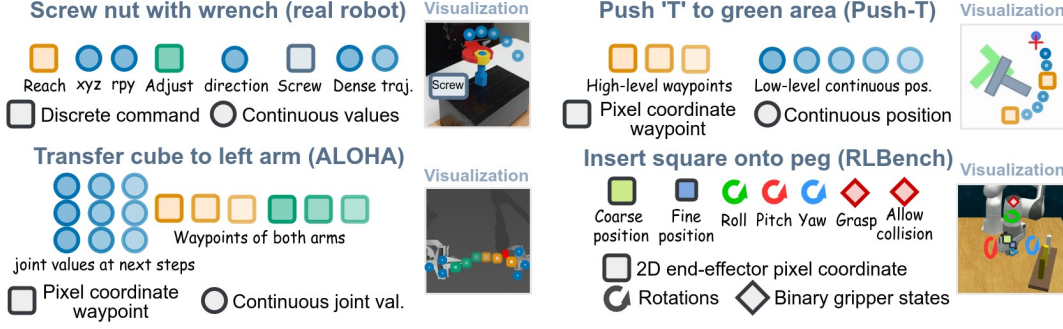 Screw nut with wrench (real robot)
Visualization
Reach xyz rpy Adjust direction Screw Dense traj.
Screw
Discrete command Continuous values
Push 'T' to green area (Push-T)
Visualization
High-level waypoints Low-level continuous pos.
Pixel coordinate
waypoint
Continuous position
Transfer cube to left arm (ALOHA)
Visualization
Waypoints of both arms
joint values at next steps
Pixel coordinate
waypoint
Continuous joint val.
Insert square onto peg (RLBench)
Visualization
Coarse
position
Fine
position
Roll Pitch Yaw Grasp Allow
collision
2D end-effector pixel coordinate
Rotations Binary gripper states